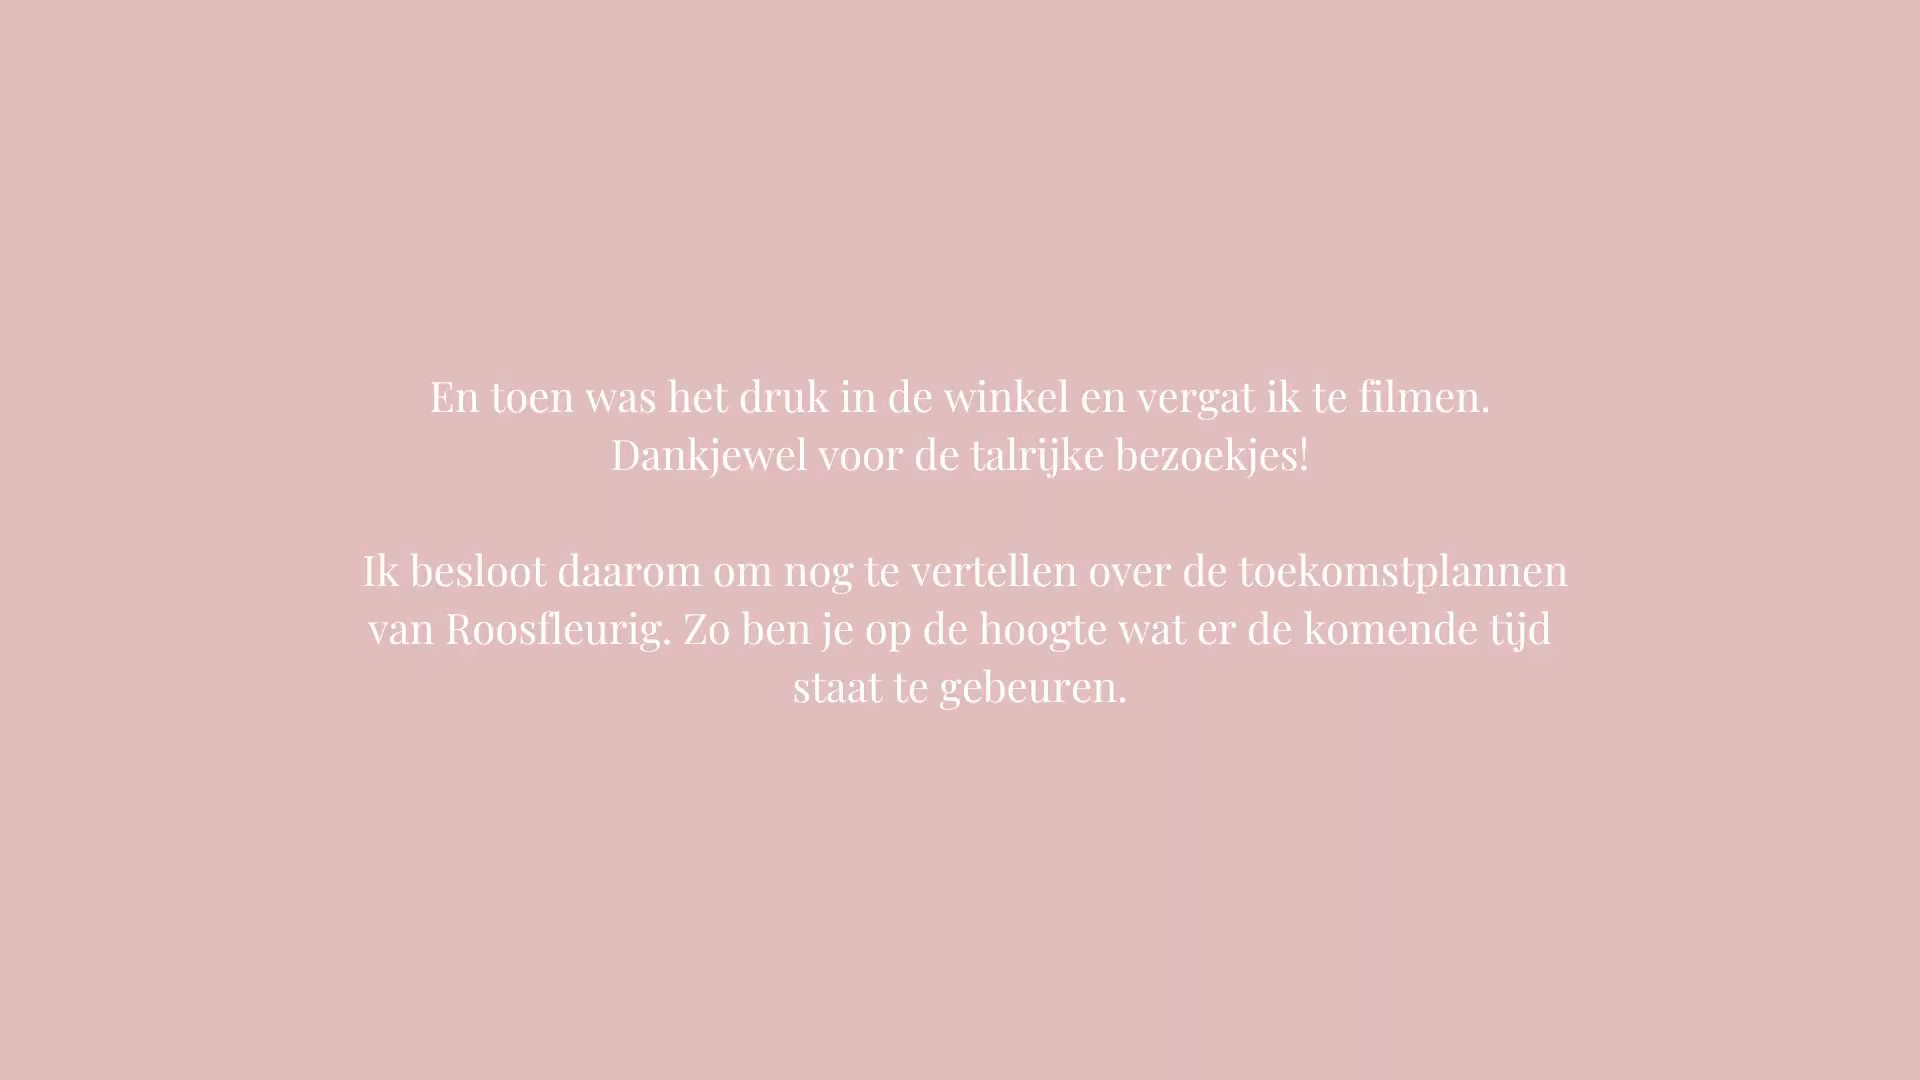 En toen was het druk in de winkel en vergat ik te filmen.
Dankjewel voor de talrijke bezoekjes!
Ik besloot daarom om nog te vertellen over de toekomstplannen
van Roosfleurig. Zo ben je op de hoogte wat er de komende tijd
staat te gebeuren.